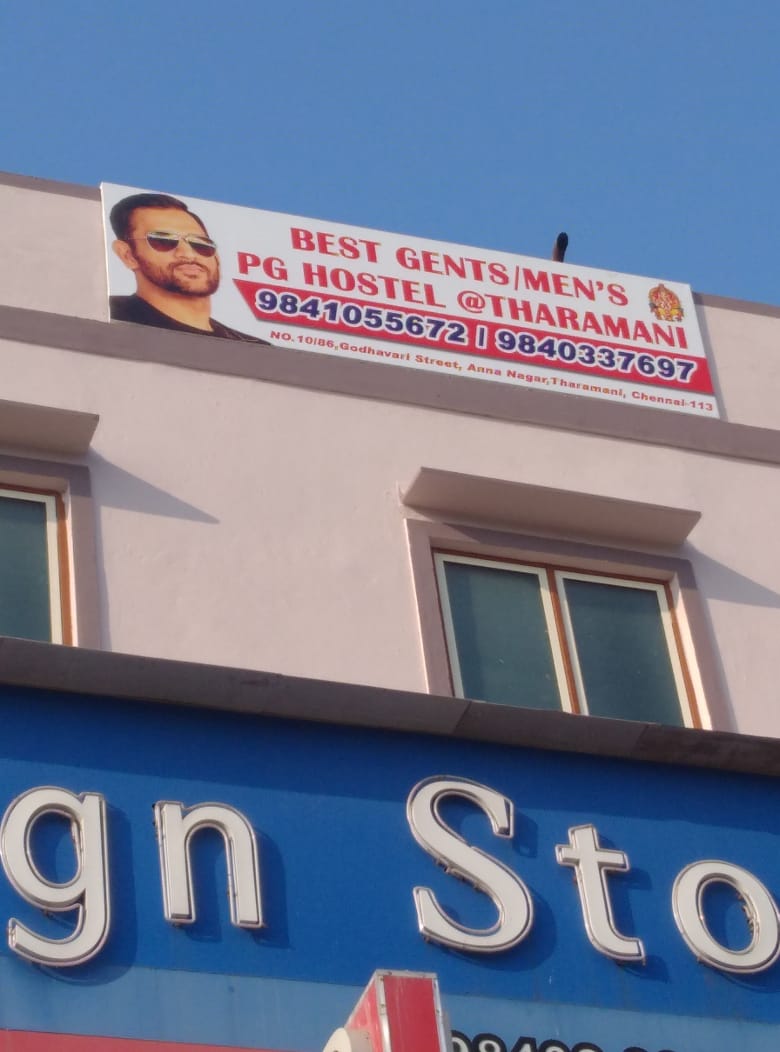 BEST GENTS/MEN'S
PG HOSTEL @THARAMANI
9841055672 | 9840337697
NO.10/86,Godhavari Street, Anna Nagar,Tharamani, Chennai-113
gn Sto